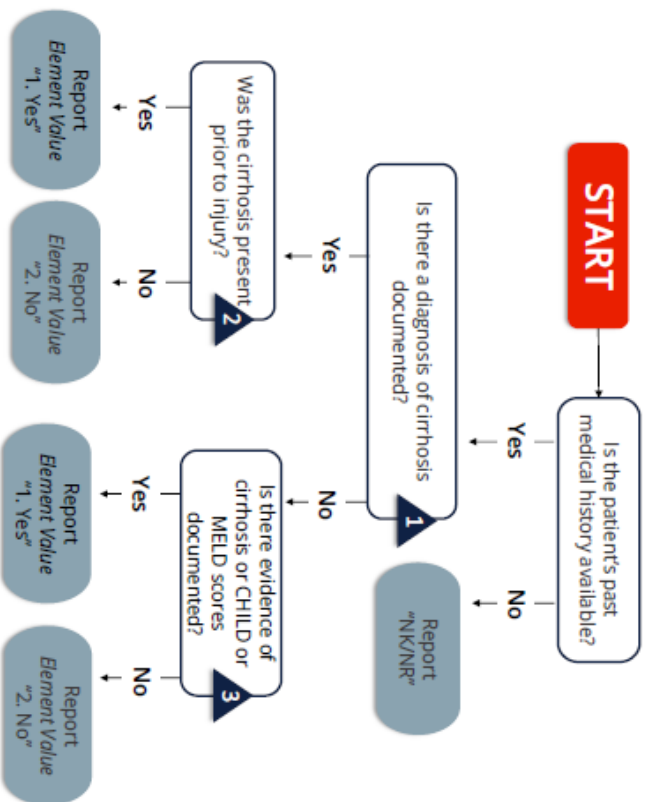 START
Is the patient's past
medical history available?
Yes
No
Is there a diagnosis of cirrhosis
documented?
1
Report
"NK/NR"
Yes
No
Was the cirrhosis present
prior to injury?
2
Is there evidence of
cirrhosis or CHILD or
MELD scores
documented?
3
Yes
No
Yes
No
Report
Element Value
"1. Yes"
Report
Element Value
"2. No"
Report
Element Value
"1. Yes"
Report
Element Value
"2. No"